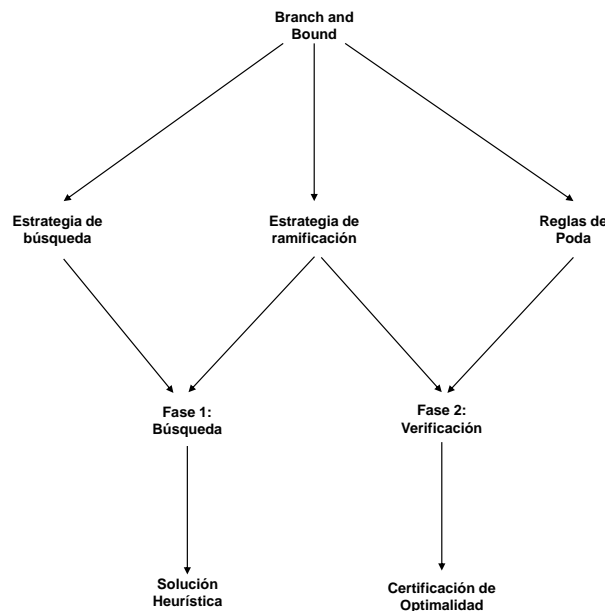 Branch and
Bound
Estrategia de
búsqueda
Estrategia de
ramificación
Reglas de
Poda
Fase 1:
Búsqueda
Fase 2:
Verificación
Solución
Heurística
Certificación de
Optimalidad